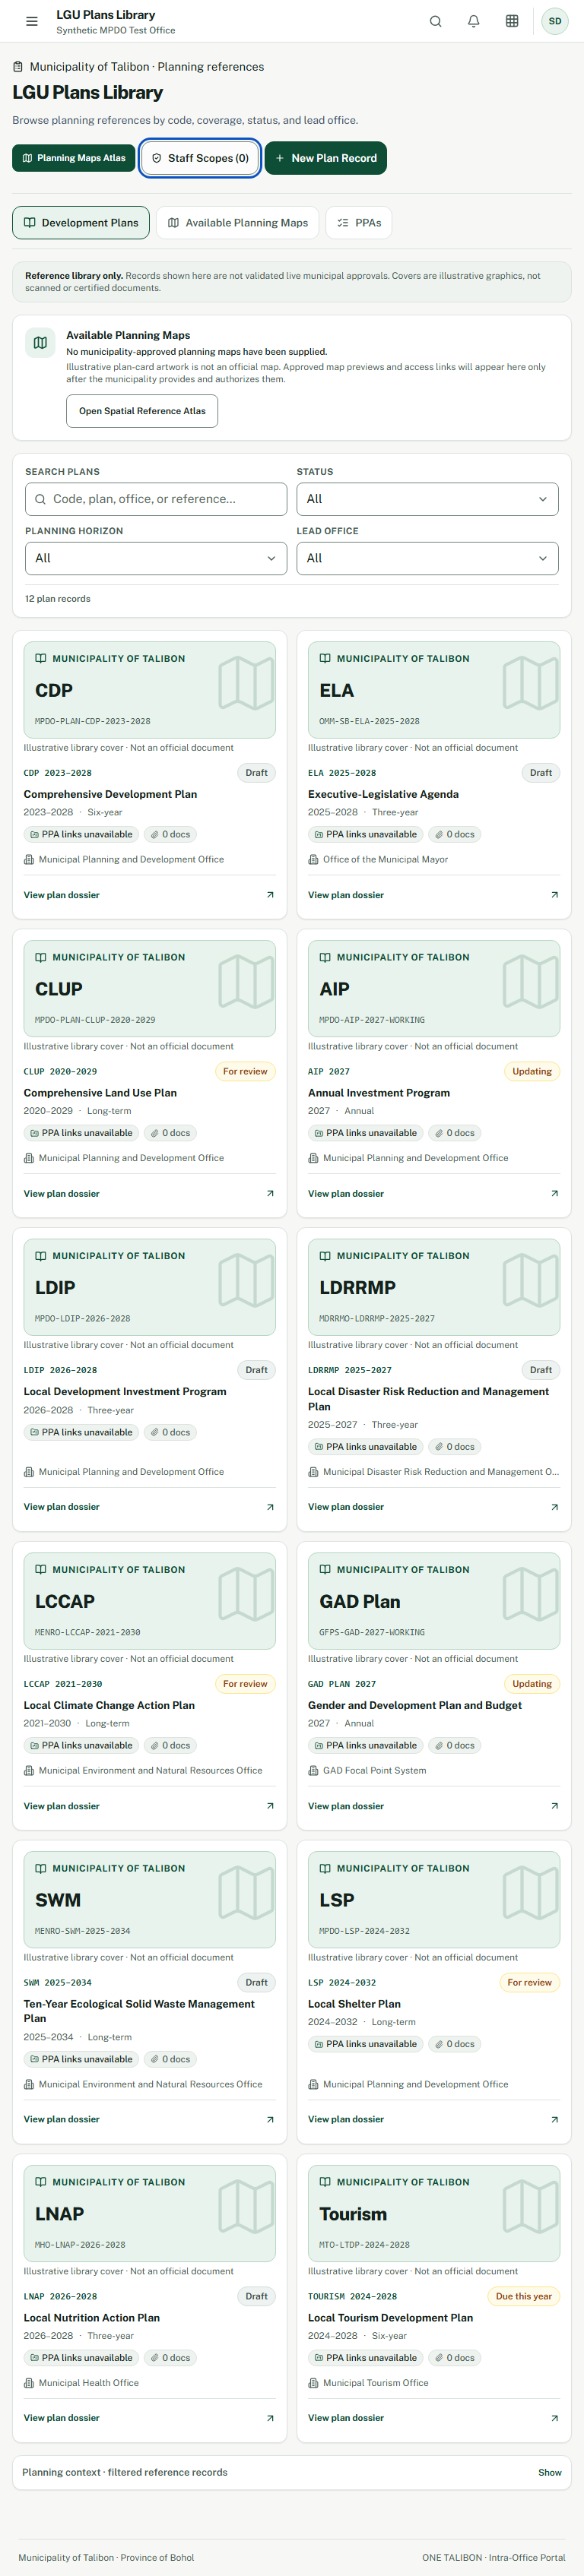 LGU Plans Library
Synthetic MPDO Test Office
SD
Municipality of Talibon · Planning references
LGU Plans Library
Browse planning references by code, coverage, status, and lead office.
Planning Maps Atlas
Staff Scopes (0)
New Plan Record
Development Plans
Available Planning Maps
PPAs
Reference library only. Records shown here are not validated live municipal approvals. Covers are illustrative graphics, not
scanned or certified documents.
Available Planning Maps
No municipality-approved planning maps have been supplied.
Illustrative plan-card artwork is not an official map. Approved map previews and access links will appear here only
after the municipality provides and authorizes them.
Open Spatial Reference Atlas
SEARCH PLANS
Code, plan, office, or reference...
STATUS
All
PLANNING HORIZON
All
LEAD OFFICE
All
12 plan records
MUNICIPALITY OF TALIBON
CDP
MPDO-PLAN-CDP-2023-2028
Illustrative library cover · Not an official document
CDP 2023–2028
Draft
Comprehensive Development Plan
2023–2028 · Six-year
PPA links unavailable
0 docs
Municipal Planning and Development Office
View plan dossier
MUNICIPALITY OF TALIBON
ELA
OMM-SB-ELA-2025-2028
Illustrative library cover · Not an official document
ELA 2025–2028
Draft
Executive-Legislative Agenda
2025–2028 · Three-year
PPA links unavailable
0 docs
Office of the Municipal Mayor
View plan dossier
MUNICIPALITY OF TALIBON
CLUP
MPDO-PLAN-CLUP-2020-2029
Illustrative library cover · Not an official document
CLUP 2020–2029
For review
Comprehensive Land Use Plan
2020–2029 · Long-term
PPA links unavailable
0 docs
Municipal Planning and Development Office
View plan dossier
MUNICIPALITY OF TALIBON
AIP
MPDO-AIP-2027-WORKING
Illustrative library cover · Not an official document
AIP 2027
Updating
Annual Investment Program
2027 · Annual
PPA links unavailable
0 docs
Municipal Planning and Development Office
View plan dossier
MUNICIPALITY OF TALIBON
LDIP
MPDO-LDIP-2026-2028
Illustrative library cover · Not an official document
LDIP 2026–2028
Draft
Local Development Investment Program
2026–2028 · Three-year
PPA links unavailable
0 docs
Municipal Planning and Development Office
View plan dossier
MUNICIPALITY OF TALIBON
LDRRMP
MDRRMO-LDRRMP-2025-2027
Illustrative library cover · Not an official document
LDRRMP 2025–2027
Draft
Local Disaster Risk Reduction and Management
Plan
2025–2027 · Three-year
PPA links unavailable
0 docs
Municipal Disaster Risk Reduction and Management O...
View plan dossier
MUNICIPALITY OF TALIBON
LCCAP
MENRO-LCCAP-2021-2030
Illustrative library cover · Not an official document
LCCAP 2021–2030
For review
Local Climate Change Action Plan
2021–2030 · Long-term
PPA links unavailable
0 docs
Municipal Environment and Natural Resources Office
View plan dossier
MUNICIPALITY OF TALIBON
GAD Plan
GFPS-GAD-2027-WORKING
Illustrative library cover · Not an official document
GAD PLAN 2027
Updating
Gender and Development Plan and Budget
2027 · Annual
PPA links unavailable
0 docs
GAD Focal Point System
View plan dossier
MUNICIPALITY OF TALIBON
SWM
MENRO-SWM-2025-2034
Illustrative library cover · Not an official document
SWM 2025–2034
Draft
Ten-Year Ecological Solid Waste Management
Plan
2025–2034 · Long-term
PPA links unavailable
0 docs
Municipal Environment and Natural Resources Office
View plan dossier
MUNICIPALITY OF TALIBON
LSP
MPDO-LSP-2024-2032
Illustrative library cover · Not an official document
LSP 2024–2032
For review
Local Shelter Plan
2024–2032 · Long-term
PPA links unavailable
0 docs
Municipal Planning and Development Office
View plan dossier
MUNICIPALITY OF TALIBON
LNAP
MHO-LNAP-2026-2028
Illustrative library cover · Not an official document
LNAP 2026–2028
Draft
Local Nutrition Action Plan
2026–2028 · Three-year
PPA links unavailable
0 docs
Municipal Health Office
View plan dossier
MUNICIPALITY OF TALIBON
Tourism
MTO-LTDP-2024-2028
Illustrative library cover · Not an official document
TOURISM 2024–2028
Due this year
Local Tourism Development Plan
2024–2028 · Six-year
PPA links unavailable
0 docs
Municipal Tourism Office
View plan dossier
Planning context · filtered reference records
Show
Municipality of Talibon · Province of Bohol
ONE TALIBON · Intra-Office Portal